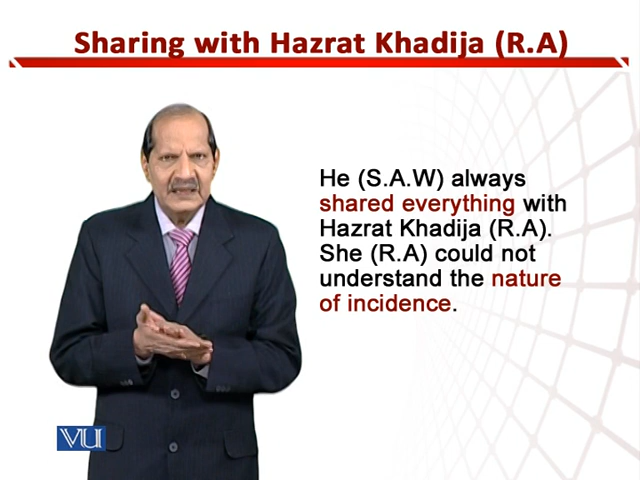 Sharing with Hazrat Khadija (R.A)
He (S.A.W) always
shared everything with
Hazrat Khadija (R.A).
She (R.A) could not
understand the nature
of incidence.
VU